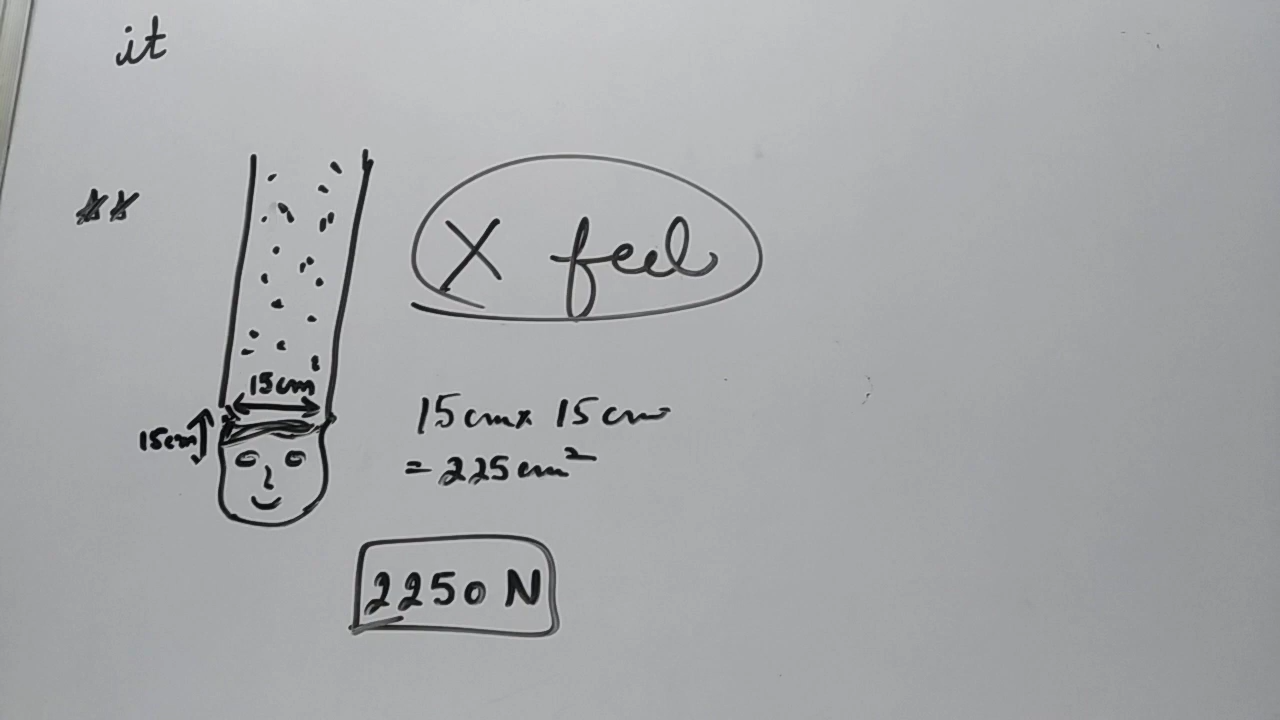 it
**
X feel
15cm
15cm
15cm x 15cm
= 225cm²
2250 N